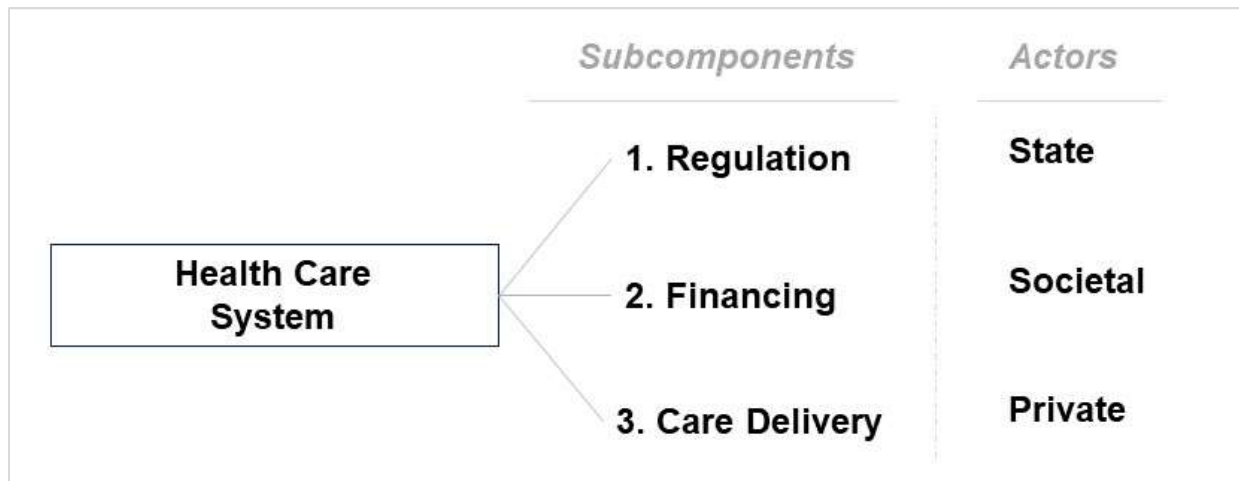 Subcomponents
Actors
1. Regulation
State
Health Care
System
2. Financing
Societal
3. Care Delivery
Private